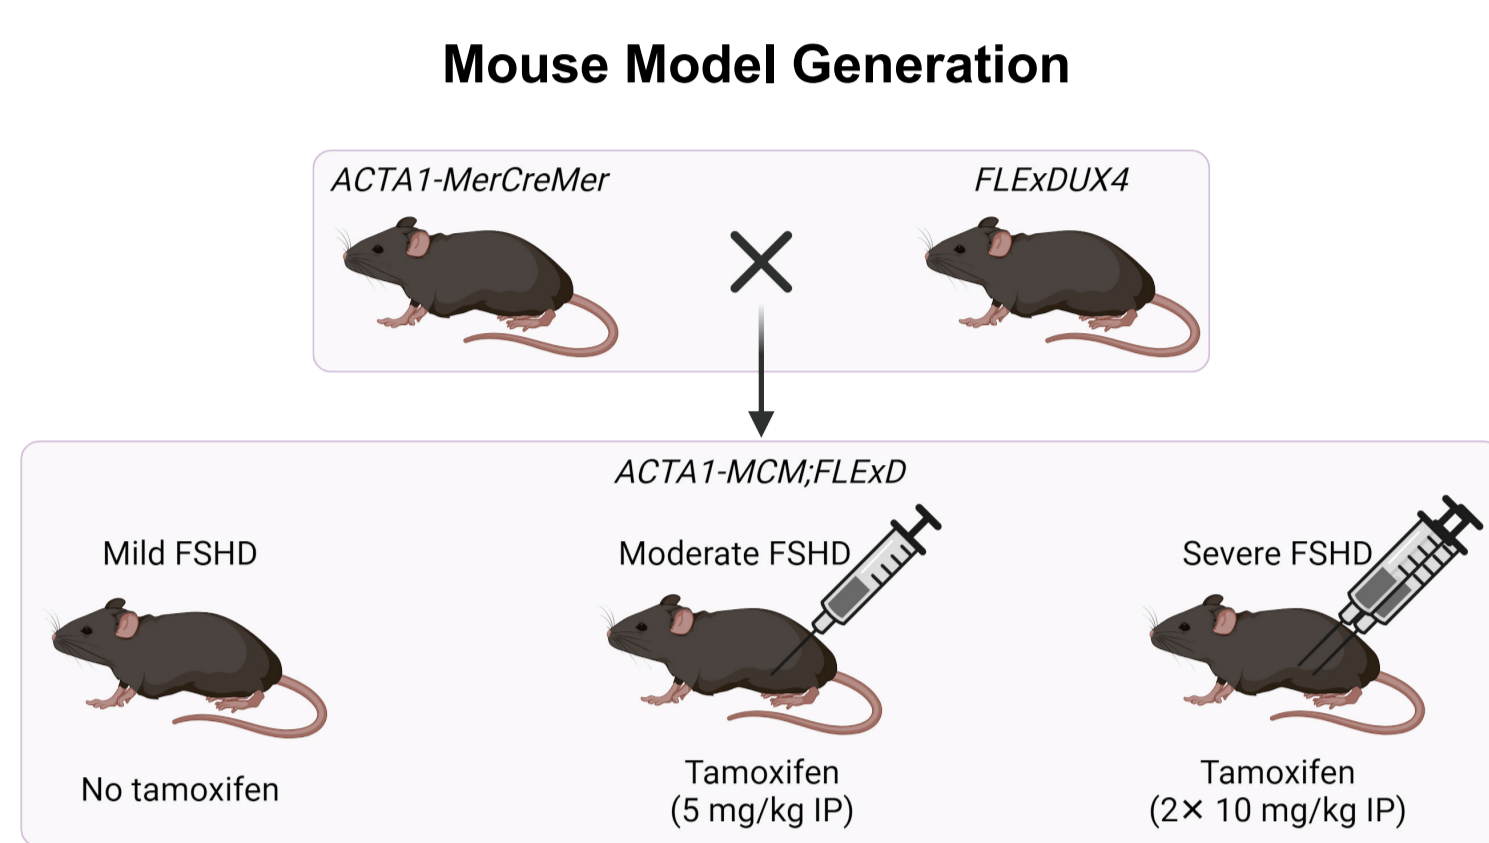 Mouse Model Generation
ACTA1-MerCreMer
FLExDUX4
ACTA1-MCM;FLExD
Mild FSHD
Moderate FSHD
Severe FSHD
No tamoxifen
Tamoxifen
(5 mg/kg IP)
Tamoxifen
(2× 10 mg/kg IP)